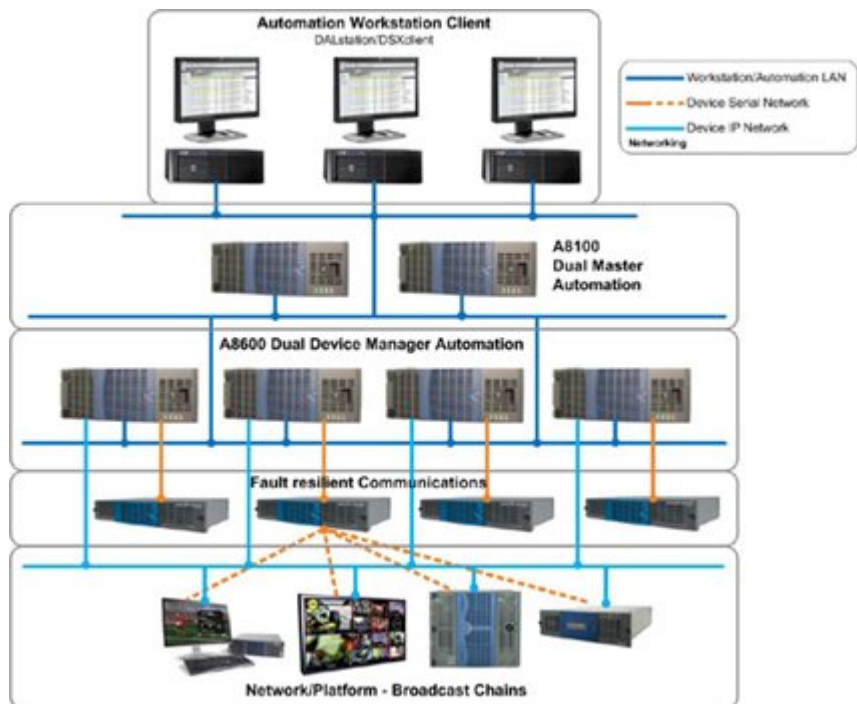 Automation Workstation Client
DALstation/DSXclient
Workstation/Automation LAN
Device Serial Network
Device IP Network
Networking
A8100
Dual Master
Automation
A8600 Dual Device Manager Automation
Fault resilient Communications
Network/Platform - Broadcast Chains